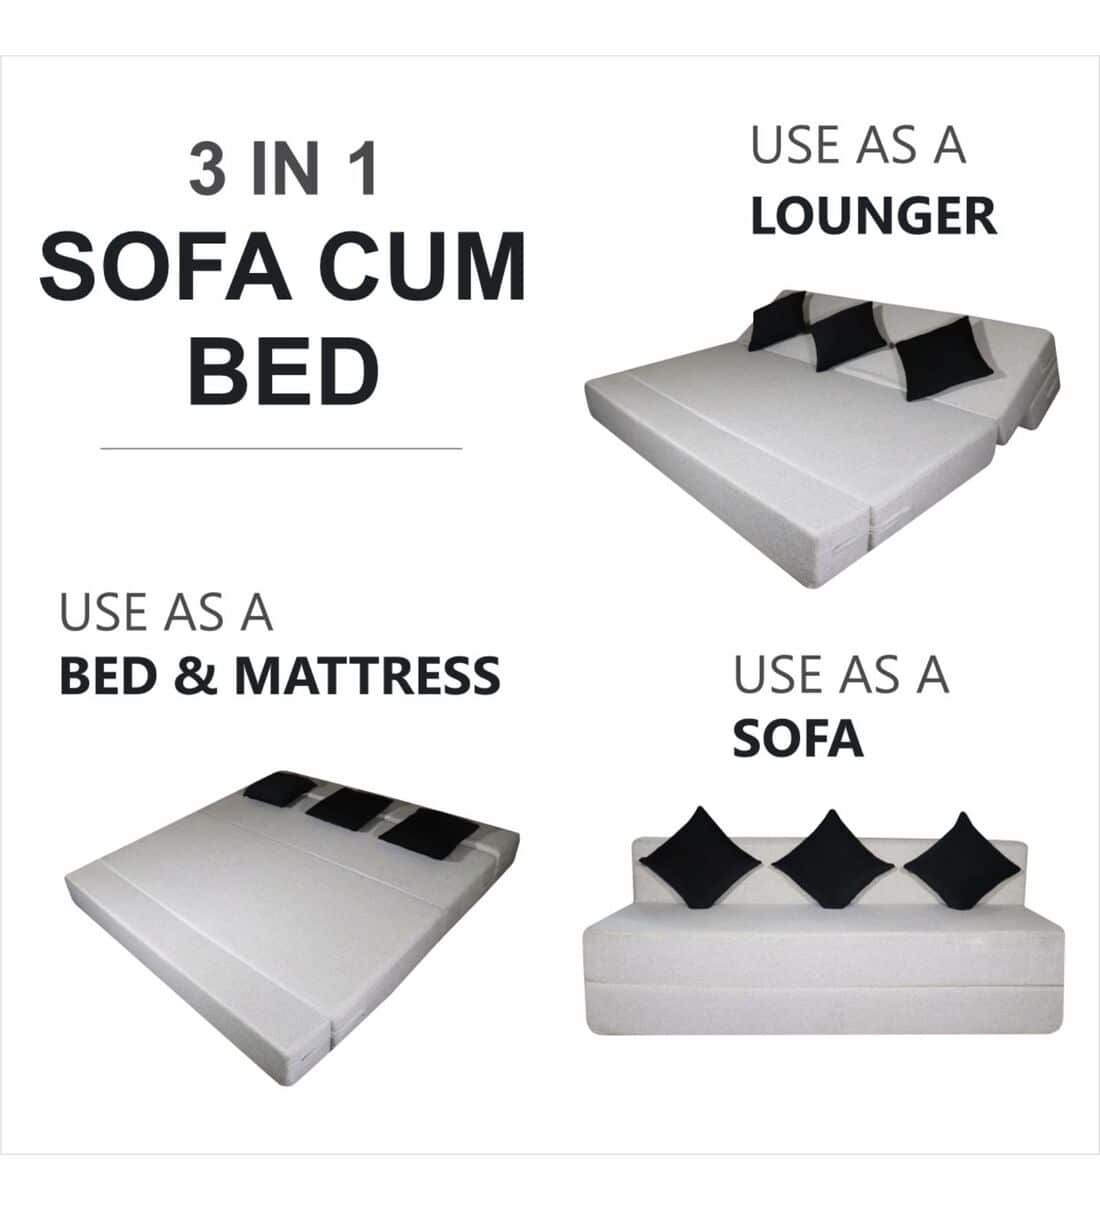 3 IN 1
SOFA CUM
BED
USE AS A
LOUNGER
USE AS A
BED & MATTRESS
USE AS A
SOFA